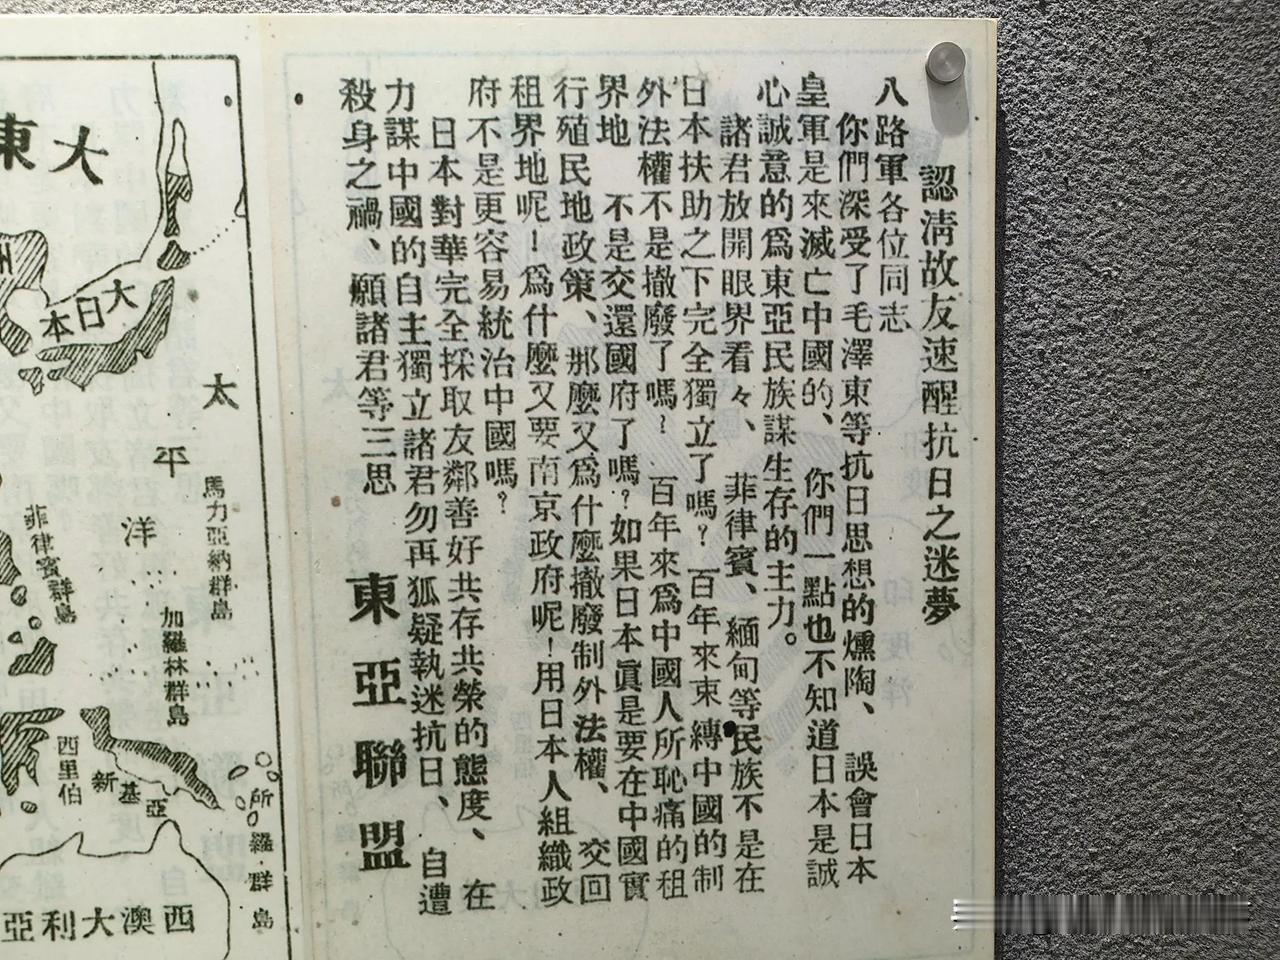 認清故友速醒抗日之迷夢
八路軍各位同志
你們深受了毛澤東等抗日思想的燻陶、誤會日本
皇軍是來滅亡中國的、你們一點也不知道日本是誠
心誠意的爲東亞民族謀生存的主力。
諸君放開眼界看々、菲律賓、緬甸等民族不是在
日本扶助之下完全獨立了嗎?百年來束縛中國的制
外法權不是撤廢了嗎?百年來爲中國人所恥痛的租
界地 不是交還國府了嗎?如果日本眞是要在中國實
行殖民地政策、那麼又爲什麼撤廢制外法權、交回
租界地呢!爲什麼又要南京政府呢!用日本人組織政
府不是更容易統治中國嗎?
日本對華完全採取友鄰善好共存共榮的態度、在
力謀中國的自主獨立諸君勿再狐疑執迷抗日、自遭
殺身之禍、願諸君等三思
東亞聯盟
大東
州
大日本
太平洋
馬力亞納群島
菲律賓群島
加羅林群島
西里伯
新基亞
所羅群島
西澳大利亞